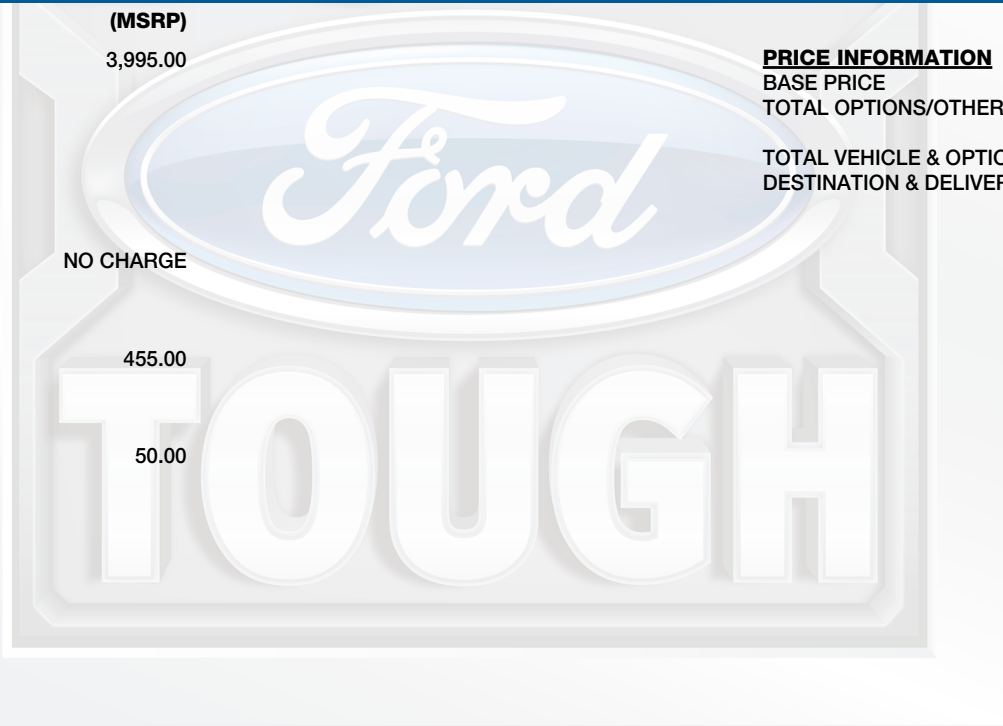 (MSRP)
3,995.00
NO CHARGE
455.00
50.00
PRICE INFORMATION
BASE PRICE
TOTAL OPTIONS/OTHER
TOTAL VEHICLE & OPTIO
DESTINATION & DELIVER
Ford
TOUGH